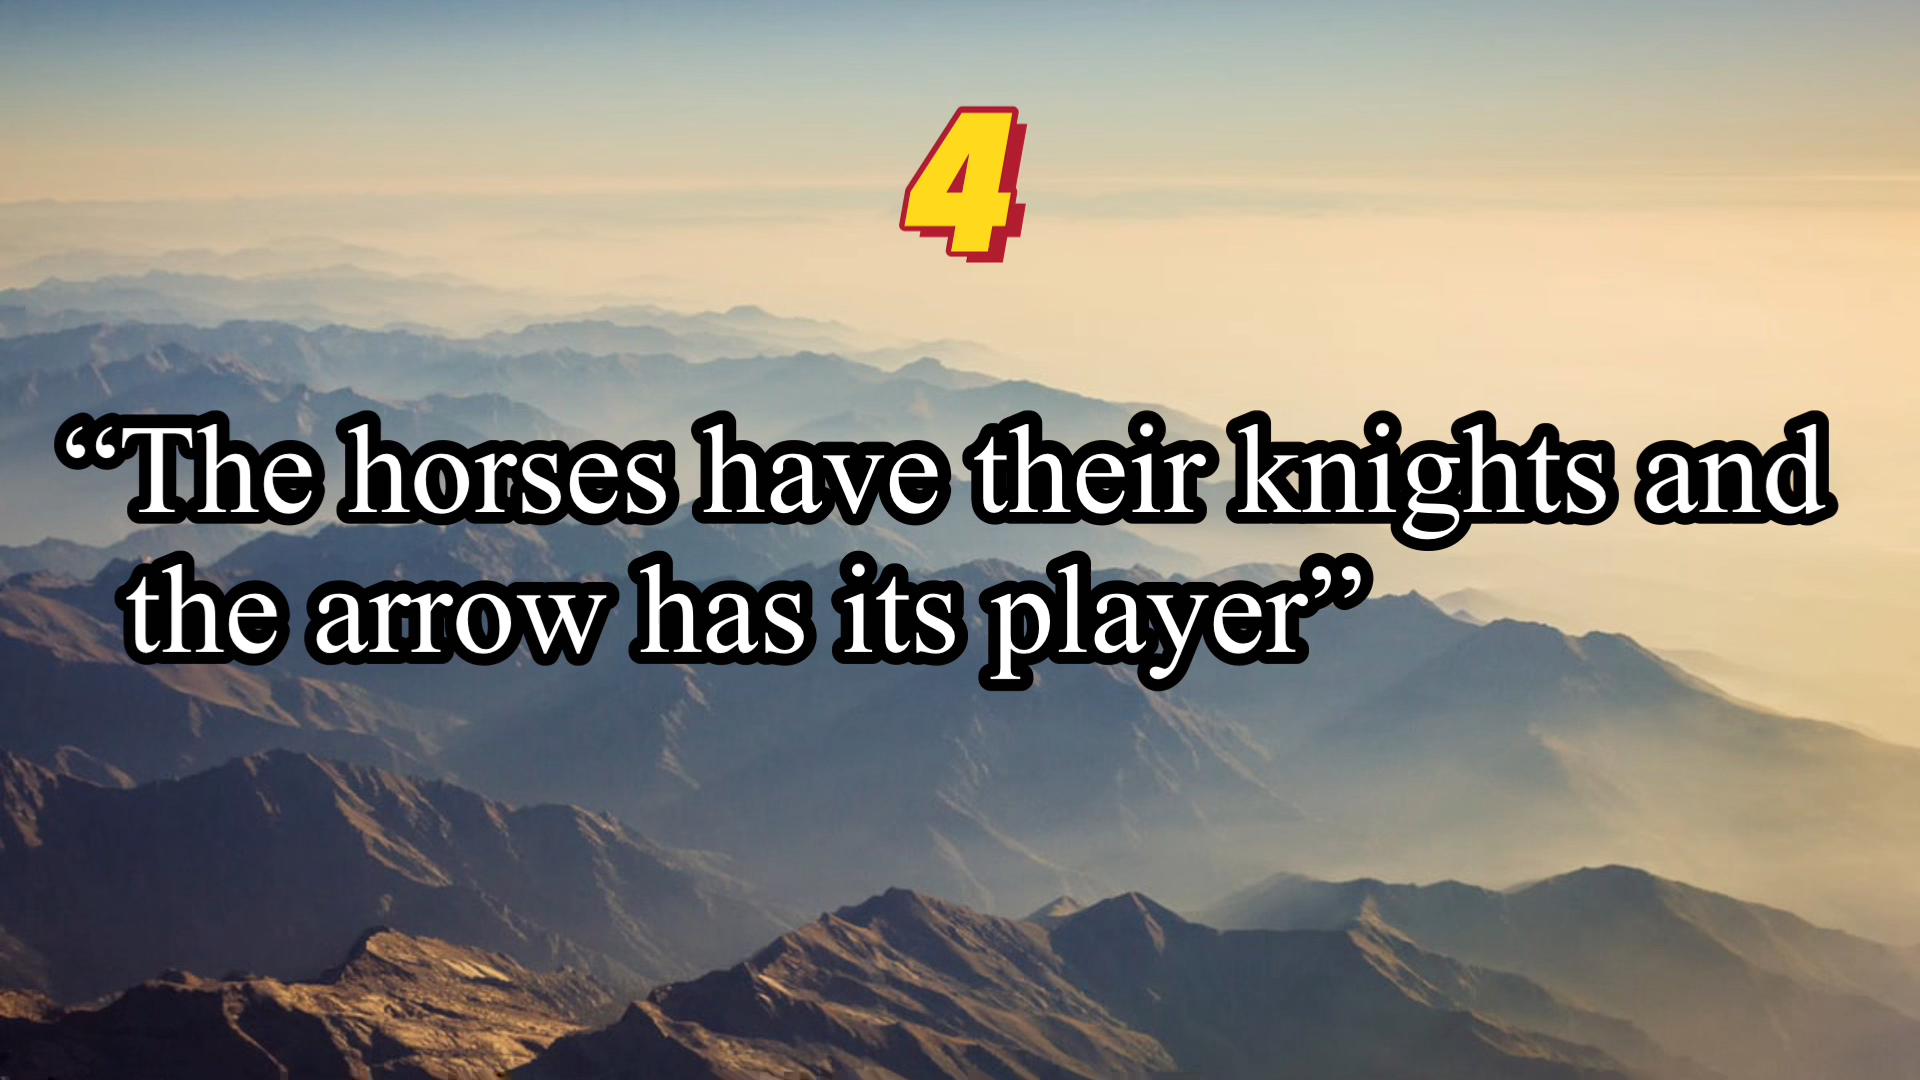 4
“The horses have their knights and
the arrow has its player”